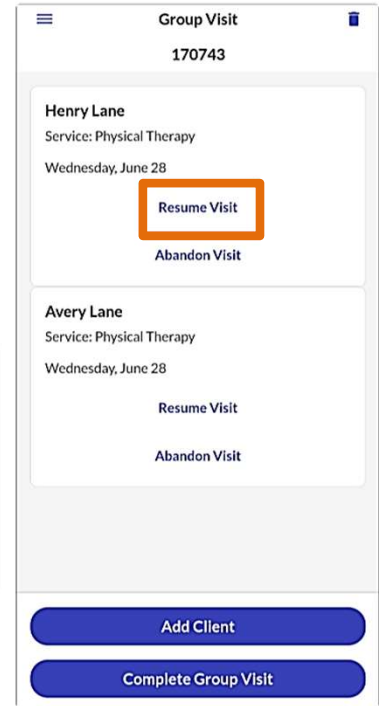 Group Visit
170743
Henry Lane
Service: Physical Therapy
Wednesday, June 28
Resume Visit
Abandon Visit
Avery Lane
Service: Physical Therapy
Wednesday, June 28
Resume Visit
Abandon Visit
Add Client
Complete Group Visit